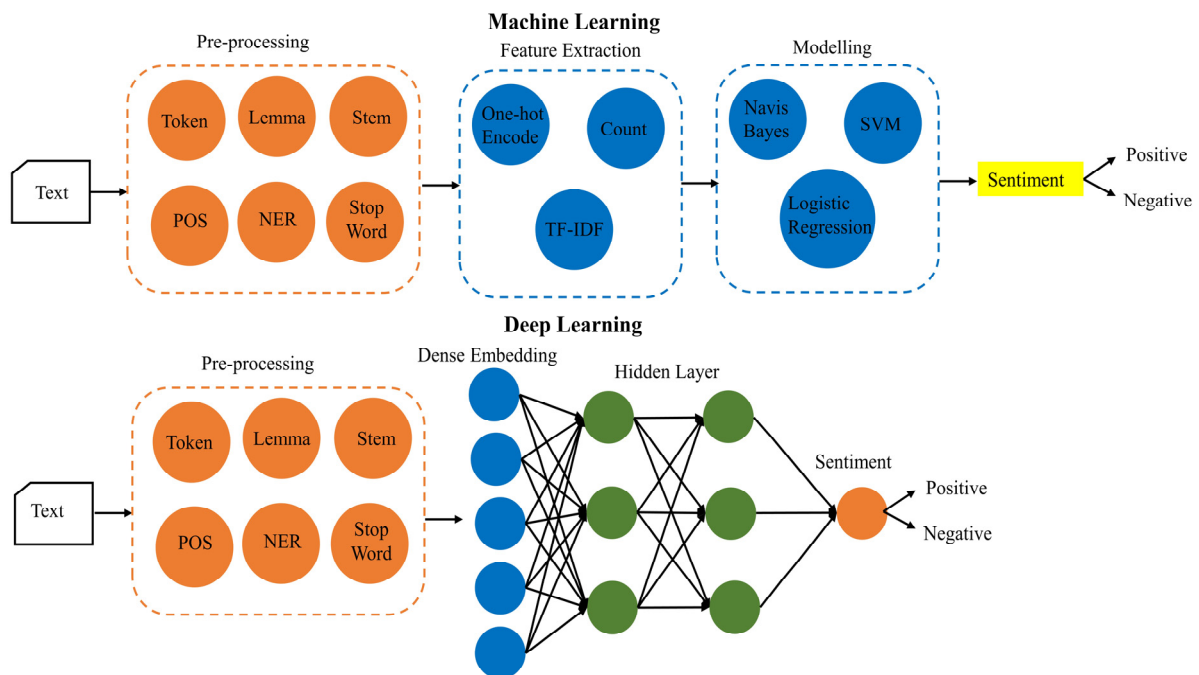 Machine Learning
Pre-processing
Feature Extraction
Modelling
Token
Lemma
Stem
One-hot
Encode
Count
Navis
Bayes
SVM
Text
POS
NER
Stop
Word
TF-IDF
Logistic
Regression
Sentiment
Positive
Negative
Deep Learning
Pre-processing
Dense Embedding
Hidden Layer
Token
Lemma
Stem
Text
POS
NER
Stop
Word
Sentiment
Positive
Negative